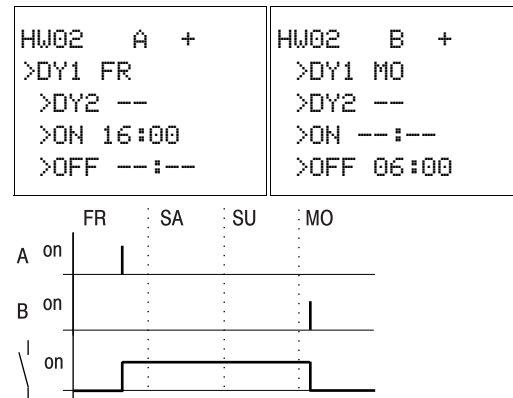 HW02 A +
>DY1 FR
>DY2 --
>ON 16:00
>OFF --:--
HW02 B +
>DY1 MO
>DY2 --
>ON --:--
>OFF 06:00
FR SA SU MO
A on
B on
on